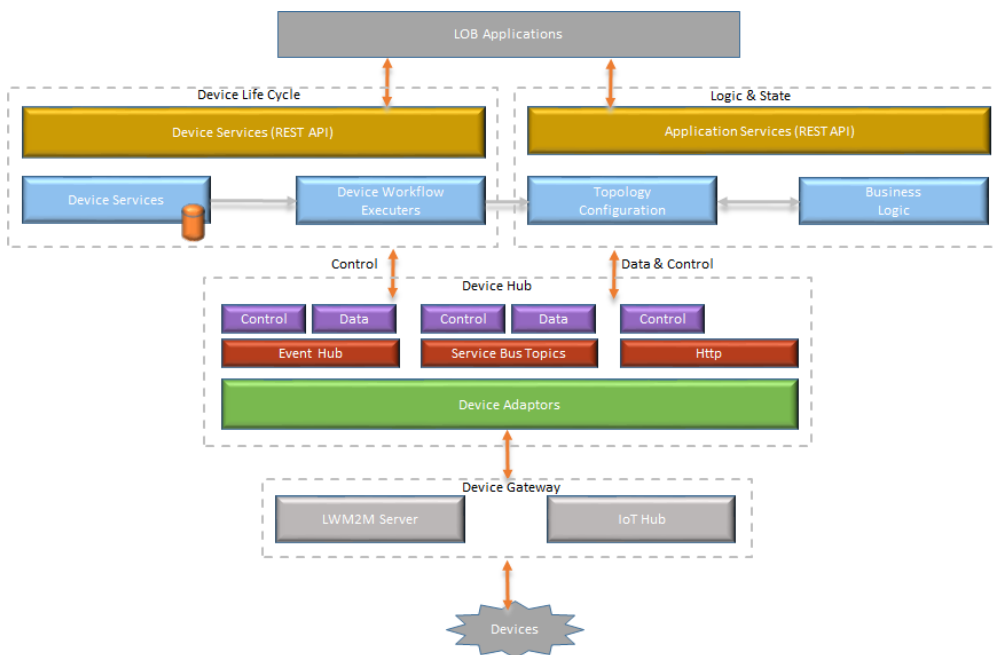 LOB Applications
Device Life Cycle
Logic & State
Device Services (REST API)
Application Services (REST API)
Device Services
Device Workflow
Executers
Topology
Configuration
Business
Logic
Control
Data & Control
Device Hub
Control
Data
Control
Data
Control
Event Hub
Service Bus Topics
Http
Device Adaptors
Device Gateway
LWM2M Server
IoT Hub
Devices